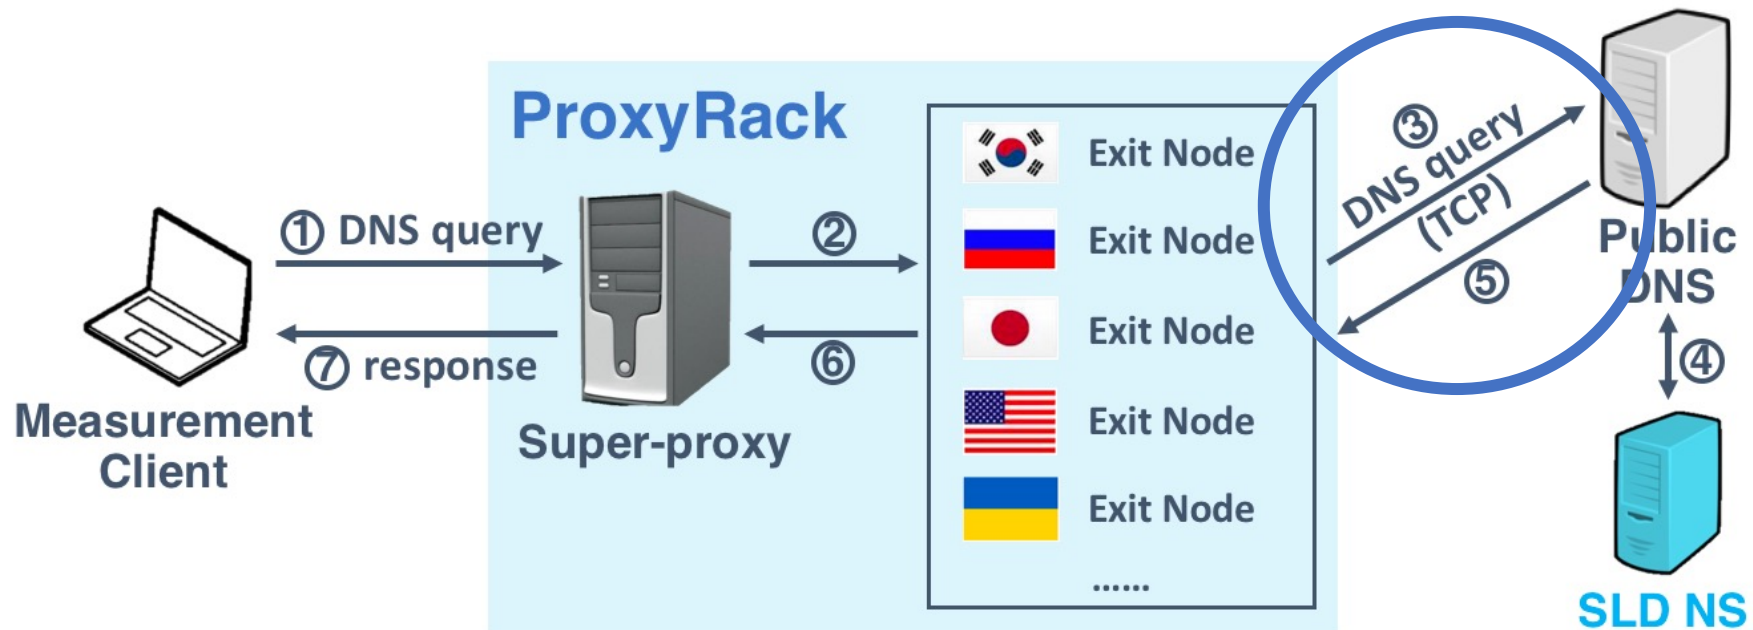 ProxyRack
① DNS query
②
Exit Node
Exit Node
Exit Node
Exit Node
Exit Node
......
③
DNS query
(TCP)
⑤
Public
DNS
④
⑦ response
⑥
Measurement
Client
Super-proxy
SLD NS